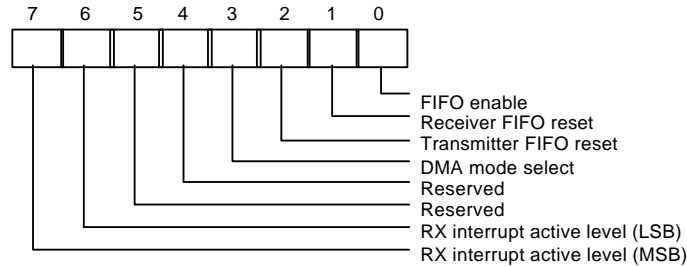 7 6 5 4 3 2 1 0
FIFO enable
Receiver FIFO reset
Transmitter FIFO reset
DMA mode select
Reserved
Reserved
RX interrupt active level (LSB)
RX interrupt active level (MSB)